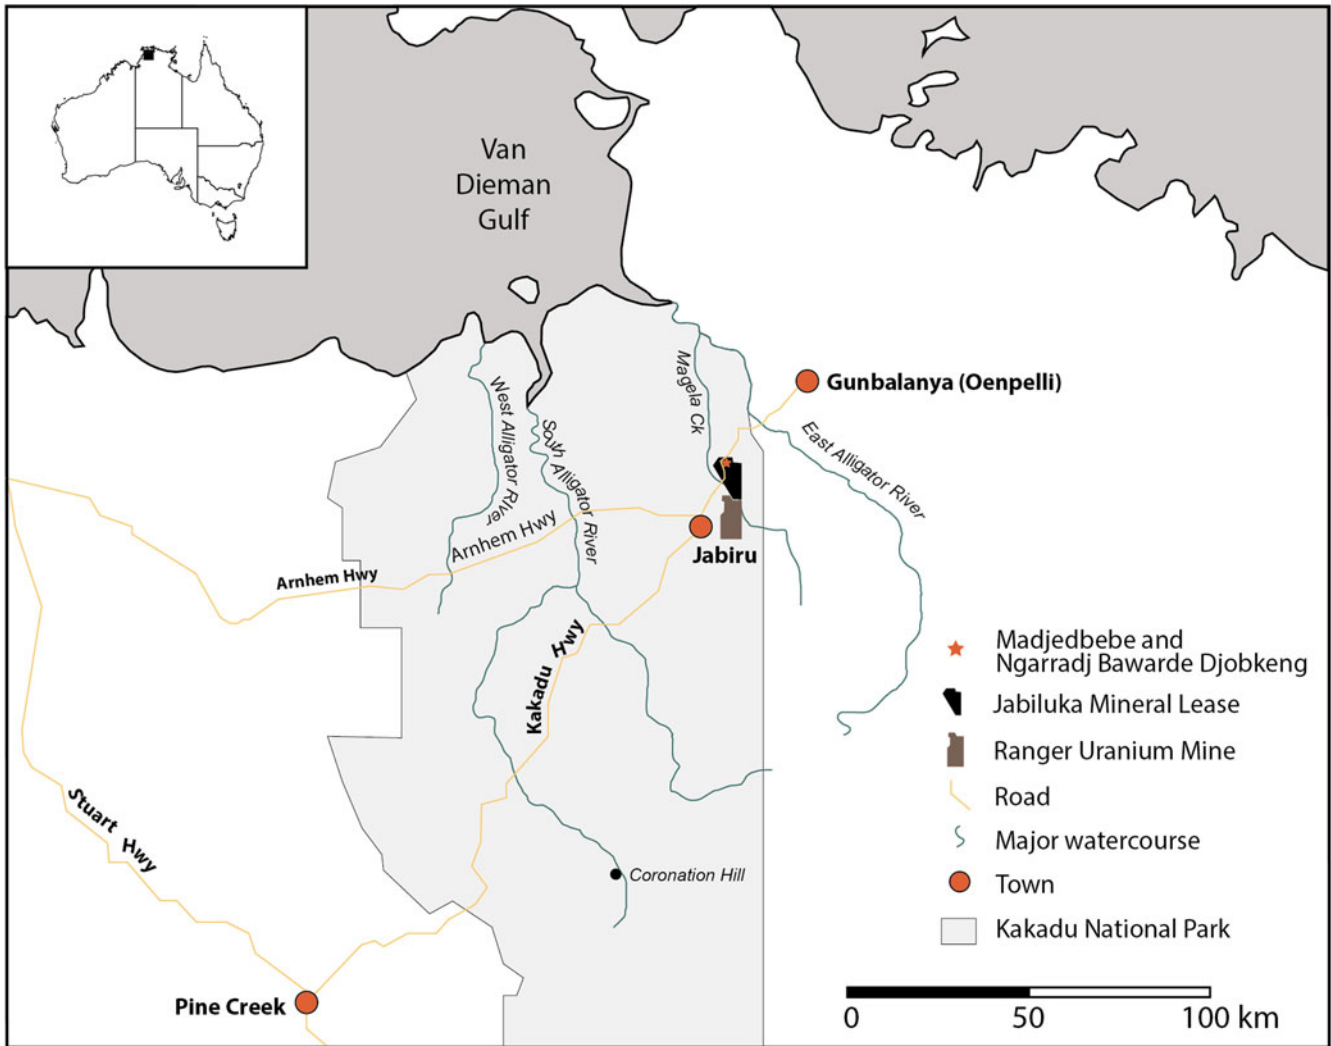 Van
Dieman
Gulf
Gunbalanya (Oenpelli)
Magela Ck
West Alligator River
South Alligator River
East Alligator River
Arnhem Hwy
Jabiru
Arnhem Hwy
Kakadu Hwy
Stuart Hwy
Coronation Hill
Pine Creek
Madjedbebe and
Ngarradj Bawarde Djobkeng
Jabiluka Mineral Lease
Ranger Uranium Mine
Road
Major watercourse
Town
Kakadu National Park
0 50 100 km